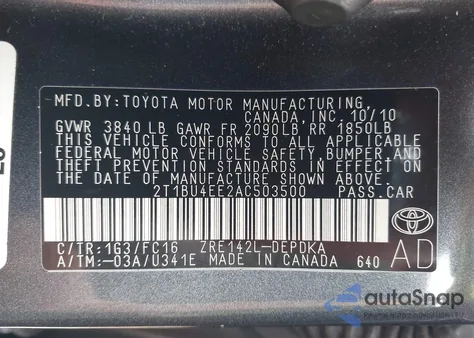 MFD.BY:TOYOTA MOTOR MANUFACTURING,
CANADA,INC. 10/10
GVWR 3840 LB GAWR FR 2090LB RR 1850LB
THIS VEHICLE CONFORMS TO ALL APPLICABLE
FEDERAL MOTOR VEHICLE SAFETY, BUMPER, AND
THEFT PREVENTION STANDARDS IN EFFECT ON
THE DATE OF MANUFACTURE SHOWN ABOVE.
2T1BU4EE2AC503500 PASS.CAR
C/TR:1G3/FC16 ZRE142L-DEPDKA
A/TM:-03A/U341E MADE IN CANADA 640
TOYOTA
AD
autoSnap